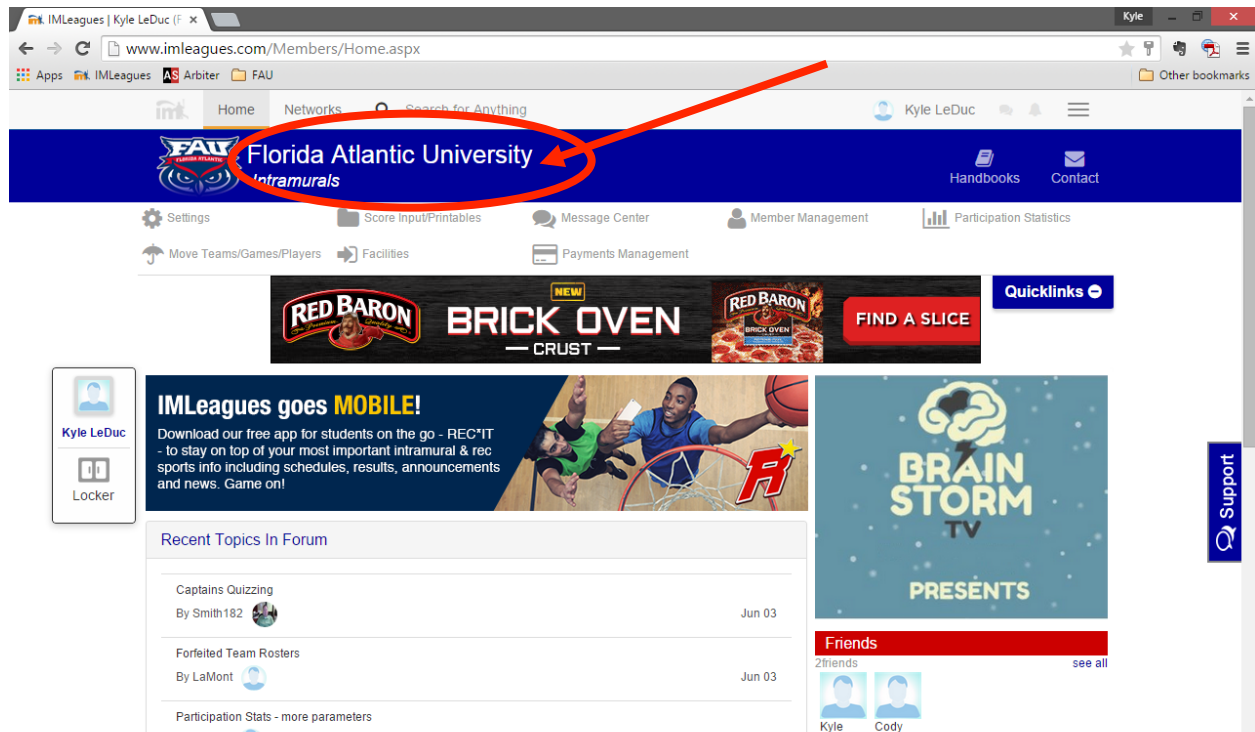 IMLeagues | Kyle LeDuc (F
Kyle
www.imleagues.com/Members/Home.aspx
Apps IMLeagues AS Arbiter FAU Other bookmarks
im Home Networks Search for Anything Kyle LeDuc
FAU
FLORIDA ATLANTIC
Florida Atlantic University
Intramurals
Handbooks Contact
Settings Score Input/Printables Message Center Member Management Participation Statistics
Move Teams/Games/Players Facilities Payments Management
Quicklinks
RED BARON
Premium Quality
NEW
BRICK OVEN
CRUST
RED BARON
BRICK OVEN
CRUST
FIND A SLICE
Kyle LeDuc
Locker
IMLeagues goes MOBILE!
Download our free app for students on the go - REC*IT
- to stay on top of your most important intramural & rec
sports info including schedules, results, announcements
and news. Game on!
R
BRAIN
STORM
TV
PRESENTS
Support
Recent Topics In Forum
Captains Quizzing
By Smith182 Jun 03
Forfeited Team Rosters
By LaMont Jun 03
Participation Stats - more parameters
Friends
2friends see all
Kyle Cody